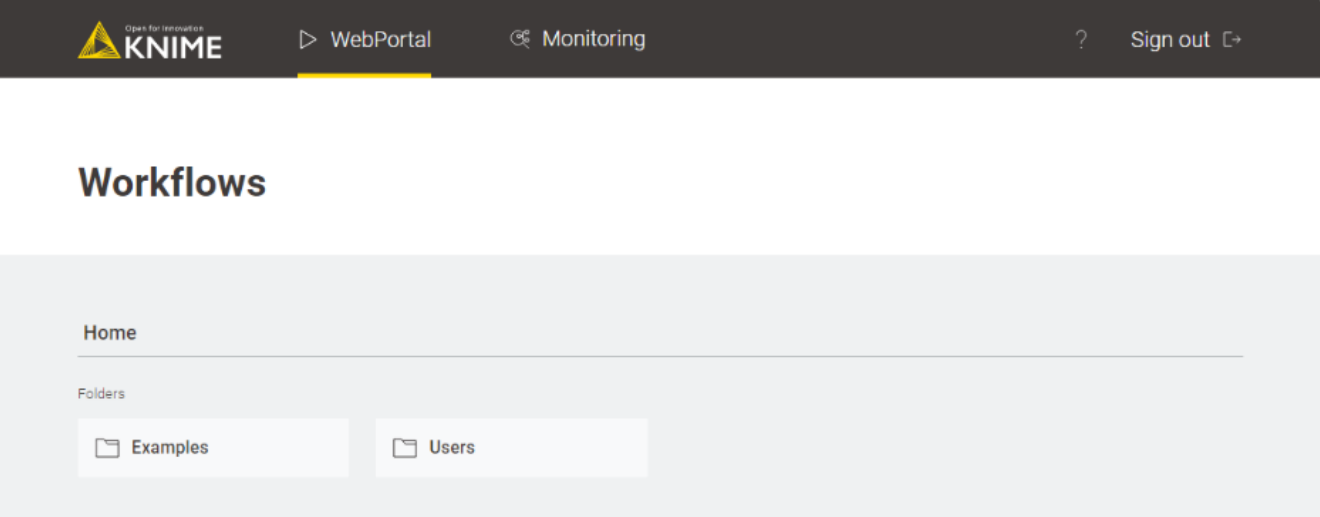 Open for Innovation
KNIME
WebPortal
Monitoring
?
Sign out
Workflows
Home
Folders
Examples
Users